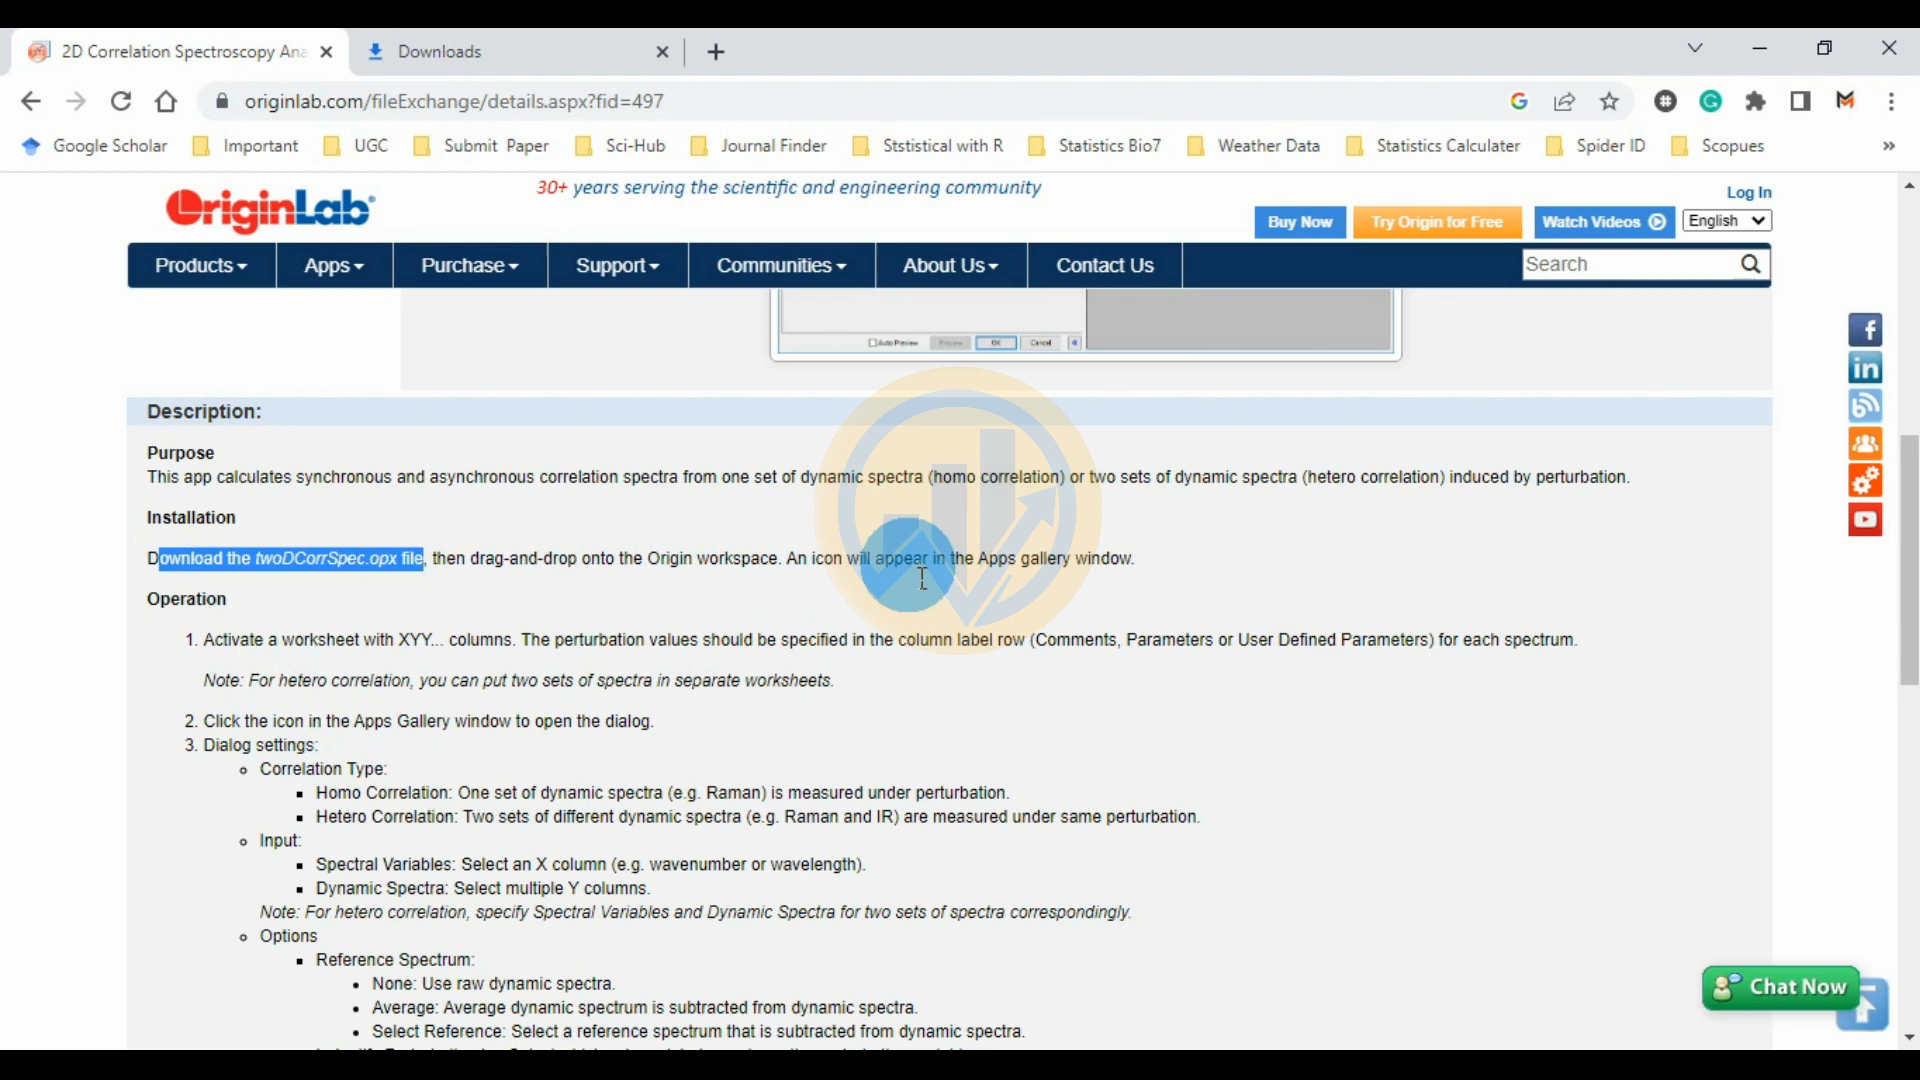 2D Correlation Spectroscopy Ana
Downloads
originlab.com/fileExchange/details.aspx?fid=497
Google Scholar Important UGC Submit Paper Sci-Hub Journal Finder Ststistical with R Statistics Bio7 Weather Data Statistics Calculater Spider ID Scopues »
30+ years serving the scientific and engineering community
Log In
OriginLab®
Buy Now Try Origin for Free Watch Videos English
Products Apps Purchase Support Communities About Us Contact Us Search
Auto Preview Preview OK Cancel
Description:
Purpose
This app calculates synchronous and asynchronous correlation spectra from one set of dynamic spectra (homo correlation) or two sets of dynamic spectra (hetero correlation) induced by perturbation.
Installation
Download the twoDCorrSpec.opx file, then drag-and-drop onto the Origin workspace. An icon will appear in the Apps gallery window.
Operation
1. Activate a worksheet with XYY... columns. The perturbation values should be specified in the column label row (Comments, Parameters or User Defined Parameters) for each spectrum.
Note: For hetero correlation, you can put two sets of spectra in separate worksheets.
2. Click the icon in the Apps Gallery window to open the dialog.
3. Dialog settings:
Correlation Type:
Homo Correlation: One set of dynamic spectra (e.g. Raman) is measured under perturbation.
Hetero Correlation: Two sets of different dynamic spectra (e.g. Raman and IR) are measured under same perturbation.
Input:
Spectral Variables: Select an X column (e.g. wavenumber or wavelength).
Dynamic Spectra: Select multiple Y columns.
Note: For hetero correlation, specify Spectral Variables and Dynamic Spectra for two sets of spectra correspondingly.
Options
Reference Spectrum:
None: Use raw dynamic spectra.
Average: Average dynamic spectrum is subtracted from dynamic spectra.
Select Reference: Select a reference spectrum that is subtracted from dynamic spectra.
Chat Now